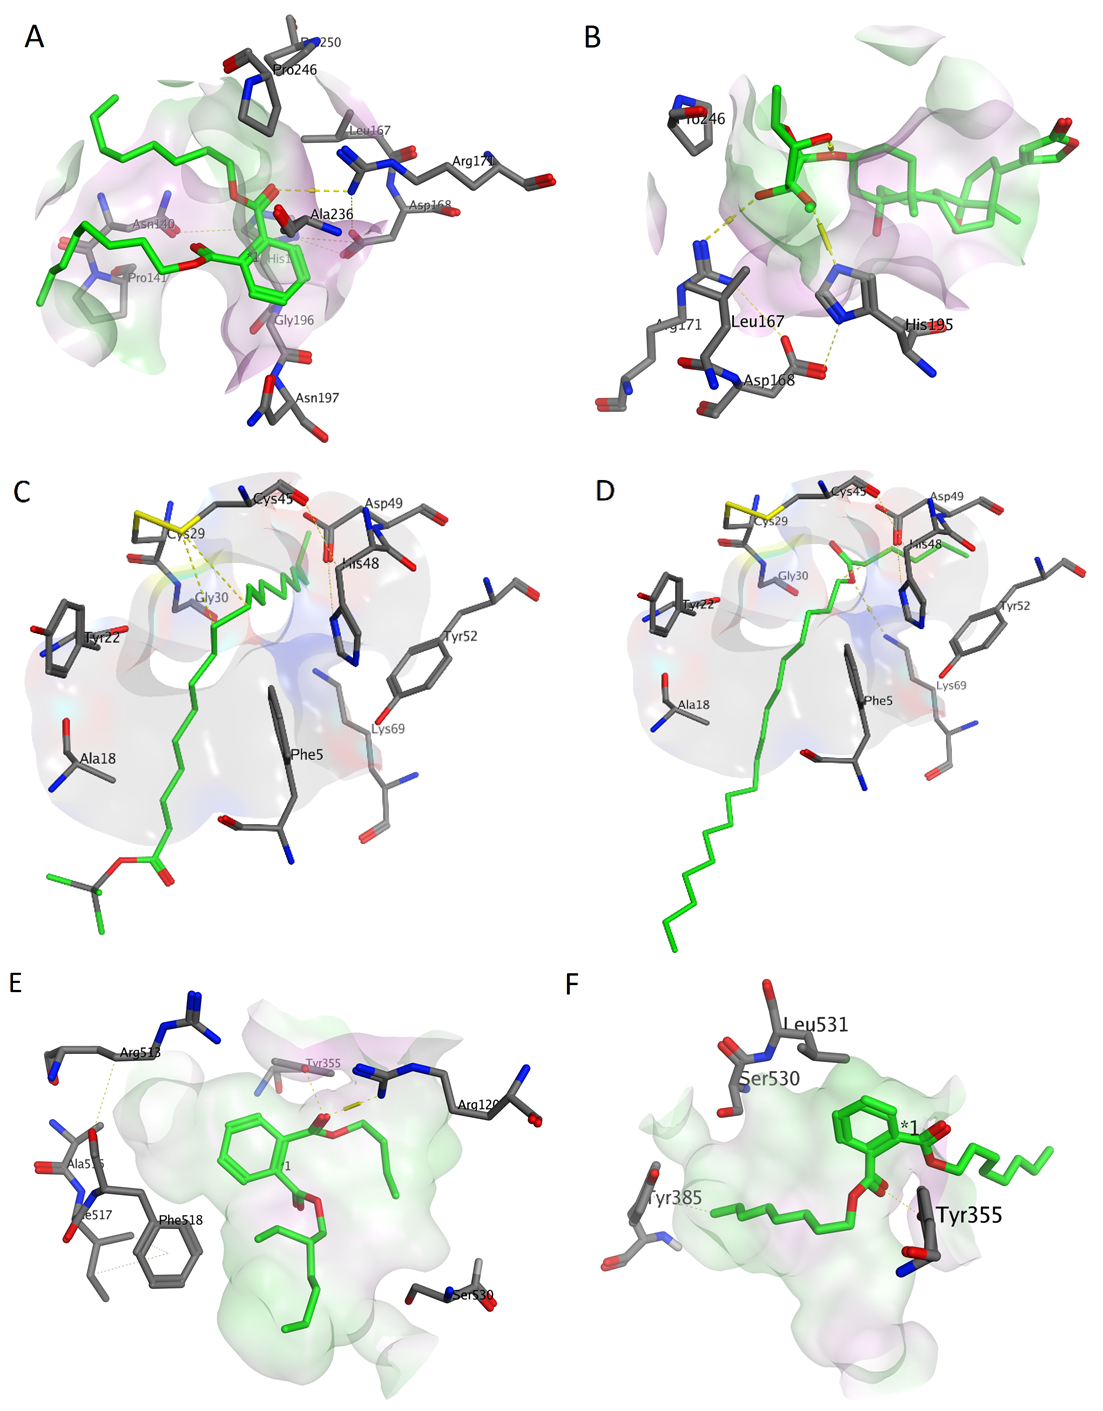 A
Pro246
Leu167
Arg171
Asn140
Ala236
Asp168
Pro141
Gly196
Asn197
B
Leu167
Asp168
His195
C
Cys45
Asp49
Cys29
His48
Gly30
Tyr22
Tyr52
Ala18
Phe5
Lys69
D
Cys45
Asp49
Cys29
His48
Gly30
Tyr22
Tyr52
Ala18
Phe5
Lys69
E
Arg513
Tyr355
Arg120
*1
Phe518
Ser530
F
Leu531
Ser530
*1
Tyr385
Tyr355